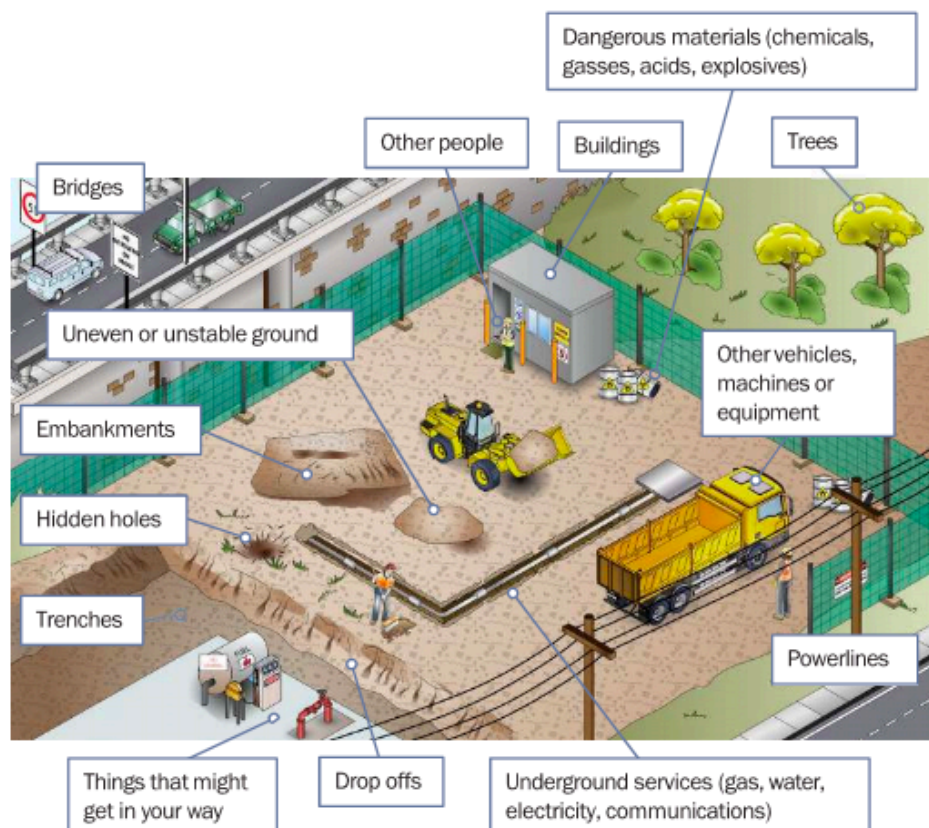 Dangerous materials (chemicals,
gasses, acids, explosives)
Other people
Buildings
Trees
Bridges
Uneven or unstable ground
Other vehicles,
machines or
equipment
Embankments
Hidden holes
Trenches
FUEL
Powerlines
Things that might
get in your way
Drop offs
Underground services (gas, water,
electricity, communications)